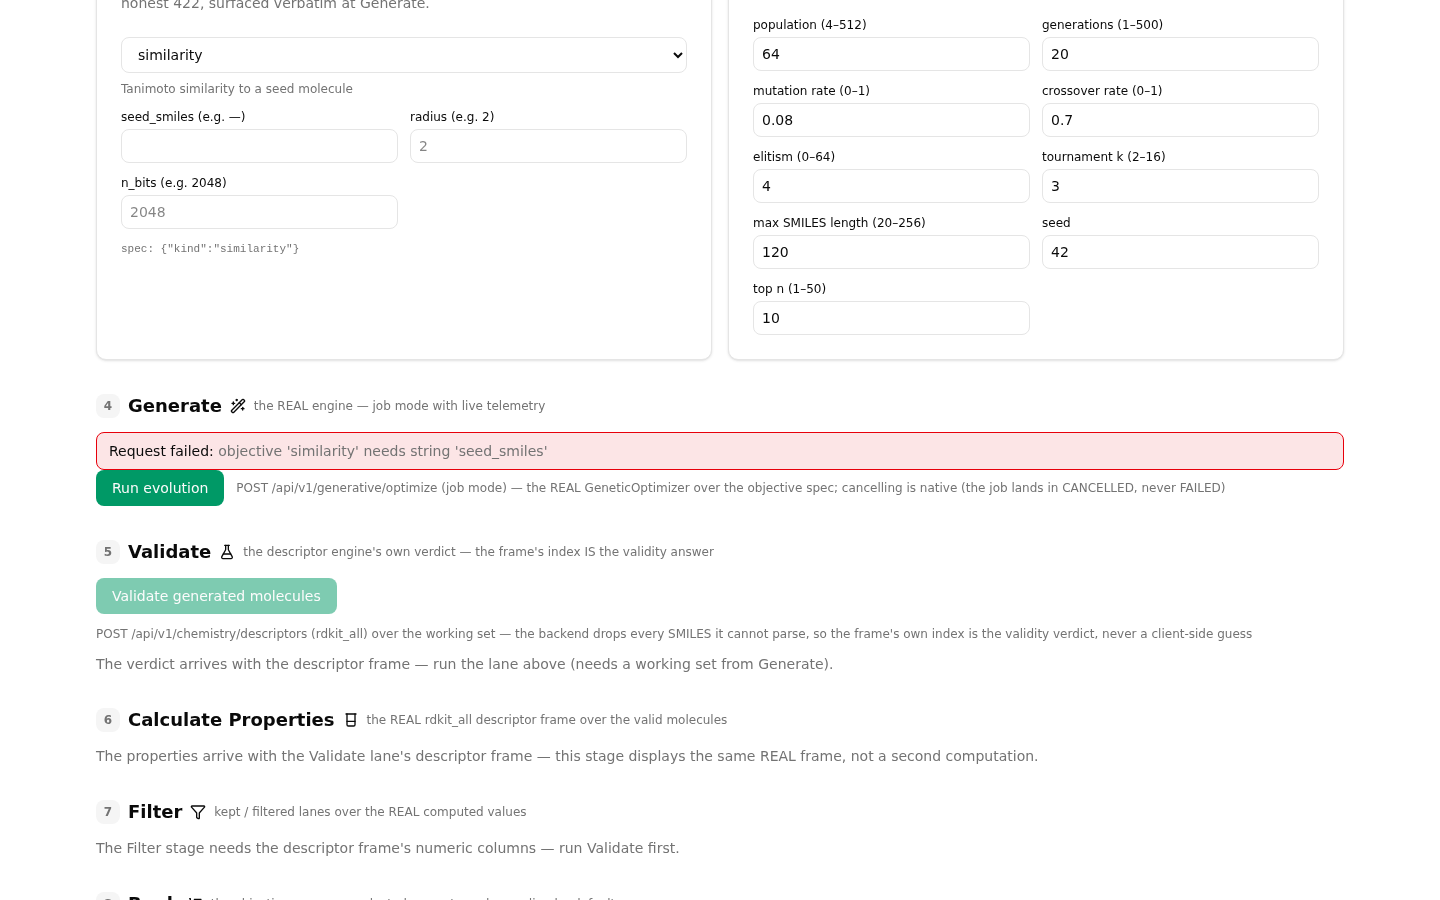 honest 422, surfaced verbatim at Generate.
similarity
Tanimoto similarity to a seed molecule
seed_smiles (e.g. —)
radius (e.g. 2)
2
n_bits (e.g. 2048)
2048
spec: {"kind":"similarity"}
population (4–512)
generations (1–500)
64
20
mutation rate (0–1)
crossover rate (0–1)
0.08
0.7
elitism (0–64)
tournament k (2–16)
4
3
max SMILES length (20–256)
seed
120
42
top n (1–50)
10
4 Generate the REAL engine — job mode with live telemetry
Request failed: objective 'similarity' needs string 'seed_smiles'
Run evolution POST /api/v1/generative/optimize (job mode) — the REAL GeneticOptimizer over the objective spec; cancelling is native (the job lands in CANCELLED, never FAILED)
5 Validate the descriptor engine's own verdict — the frame's index IS the validity answer
Validate generated molecules
POST /api/v1/chemistry/descriptors (rdkit_all) over the working set — the backend drops every SMILES it cannot parse, so the frame's own index is the validity verdict, never a client-side guess
The verdict arrives with the descriptor frame — run the lane above (needs a working set from Generate).
6 Calculate Properties the REAL rdkit_all descriptor frame over the valid molecules
The properties arrive with the Validate lane's descriptor frame — this stage displays the same REAL frame, not a second computation.
7 Filter kept / filtered lanes over the REAL computed values
The Filter stage needs the descriptor frame's numeric columns — run Validate first.